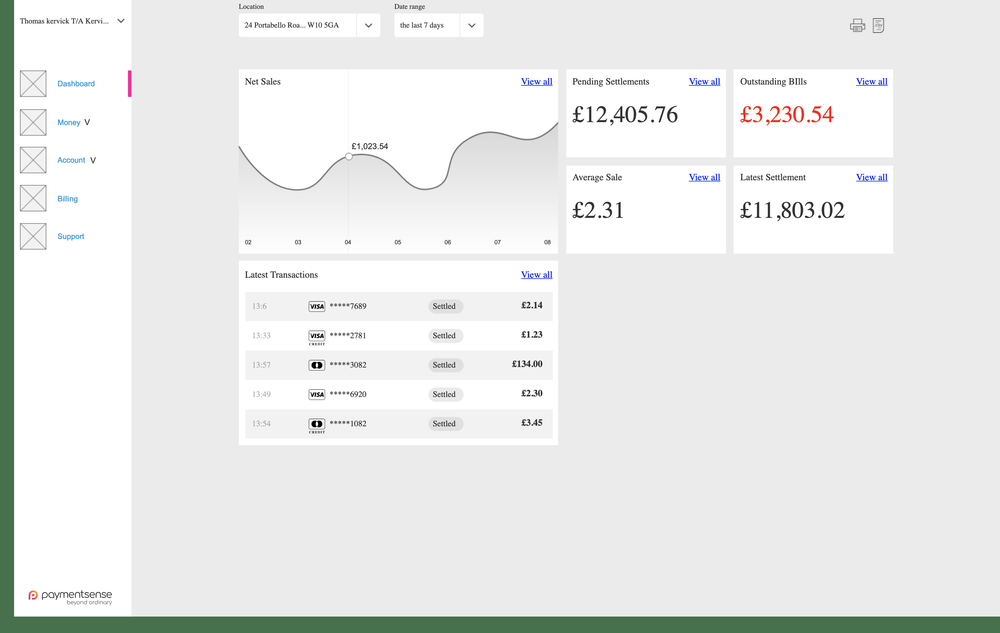 Thomas kervick T/A Kervi...
Dashboard
Money V
Account V
Billing
Support
paymentsense
beyond ordinary
Location
24 Portabello Roa... W10 5GA
Date range
the last 7 days
Net Sales View all
£1,023.54
02 03 04 05 06 07 08
Pending Settlements View all
£12,405.76
Outstanding BIlls View all
£3,230.54
Average Sale View all
£2.31
Latest Settlement View all
£11,803.02
Latest Transactions View all
13:6 VISA *****7689 Settled £2.14
13:33 VISA CREDIT *****2781 Settled £1.23
13:57 *****3082 Settled £134.00
13:49 VISA *****6920 Settled £2.30
13:54 CREDIT *****1082 Settled £3.45